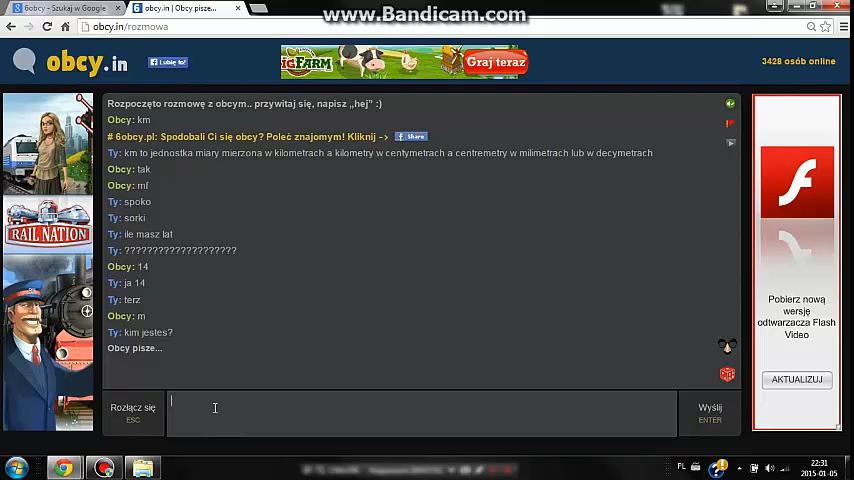 www.Bandicam.com
6obcy - Szukaj w Google
obcy.in | Obcy pisze...
obcy.in/rozmowa
obcy.in
Lubię to!
BIGFARM
Graj teraz
3428 osób online
Rozpoczęto rozmowę z obcym.. przywitaj się, napisz „hej” :)
Obcy: km
# 6obcy.pl: Spodobali Ci się obcy? Poleć znajomym! Kliknij -> Share
Ty: km to jednostka miary mierzona w kilometrach a kilometry w centymetrach a centremetry w milimetrach lub w decymetrach
Obcy: tak
Obcy: mf
Ty: spoko
Ty: sorki
Ty: ile masz lat
Ty: ????????????????????
Obcy: 14
Ty: ja 14
Ty: terz
Obcy: m
Ty: kim jestes?
Obcy pisze...
RAIL NATION
Pobierz nową
wersję
odtwarzacza Flash
Video
AKTUALIZUJ
Rozłącz się
ESC
Wyślij
ENTER
PL
22:31
2015-01-05